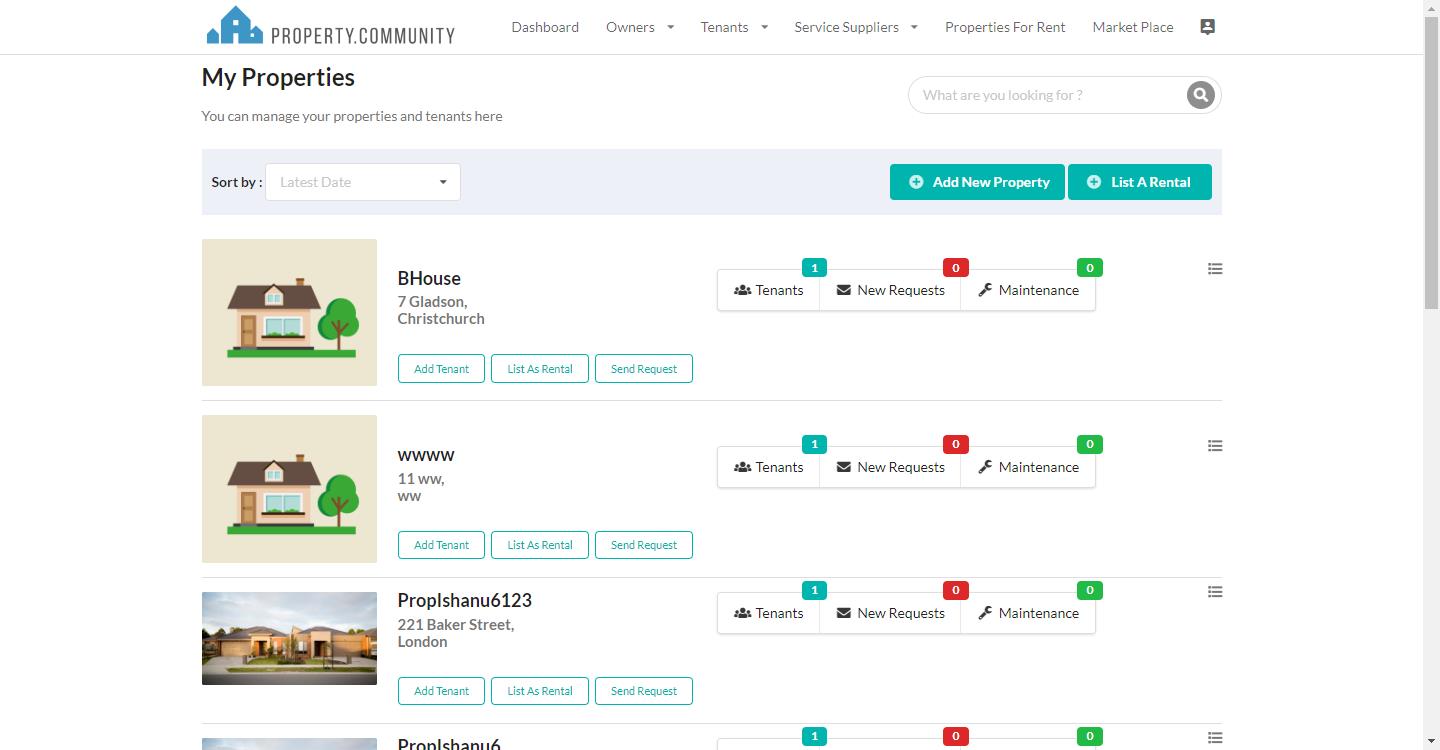 PROPERTY.COMMUNITY
Dashboard Owners Tenants Service Suppliers Properties For Rent Market Place
My Properties
You can manage your properties and tenants here
What are you looking for ?
Sort by : Latest Date
Add New Property List A Rental
BHouse
7 Gladson,
Christchurch
1 0 0
Tenants New Requests Maintenance
Add Tenant List As Rental Send Request
wwww
11 ww,
ww
1 0 0
Tenants New Requests Maintenance
Add Tenant List As Rental Send Request
PropIshanu6123
221 Baker Street,
London
1 0 0
Tenants New Requests Maintenance
Add Tenant List As Rental Send Request
PropIshanu6
1 0 0